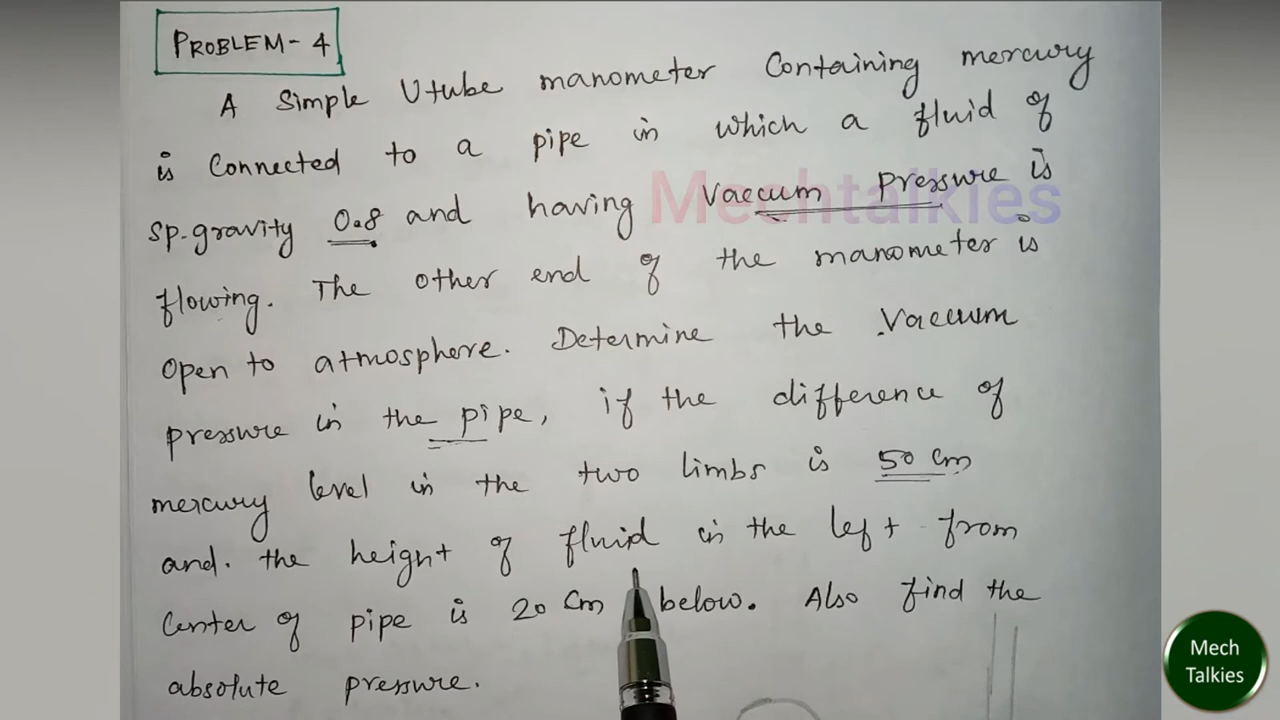 PROBLEM-4
A Simple Utube manometer Containing mercury
is Connected to a pipe in which a fluid of
Mechtalkies
sp.gravity 0.8 and having Vaccum pressure is
flowing. The other end of the manometer is
open to atmosphere. Determine the Vaccum
pressure in the pipe, if the difference of
mercury level in the two limbs is 50 cm
and. the height of fluid in the left from
Center of pipe is 20 cm below. Also find the
absolute pressure.
Mech
Talkies